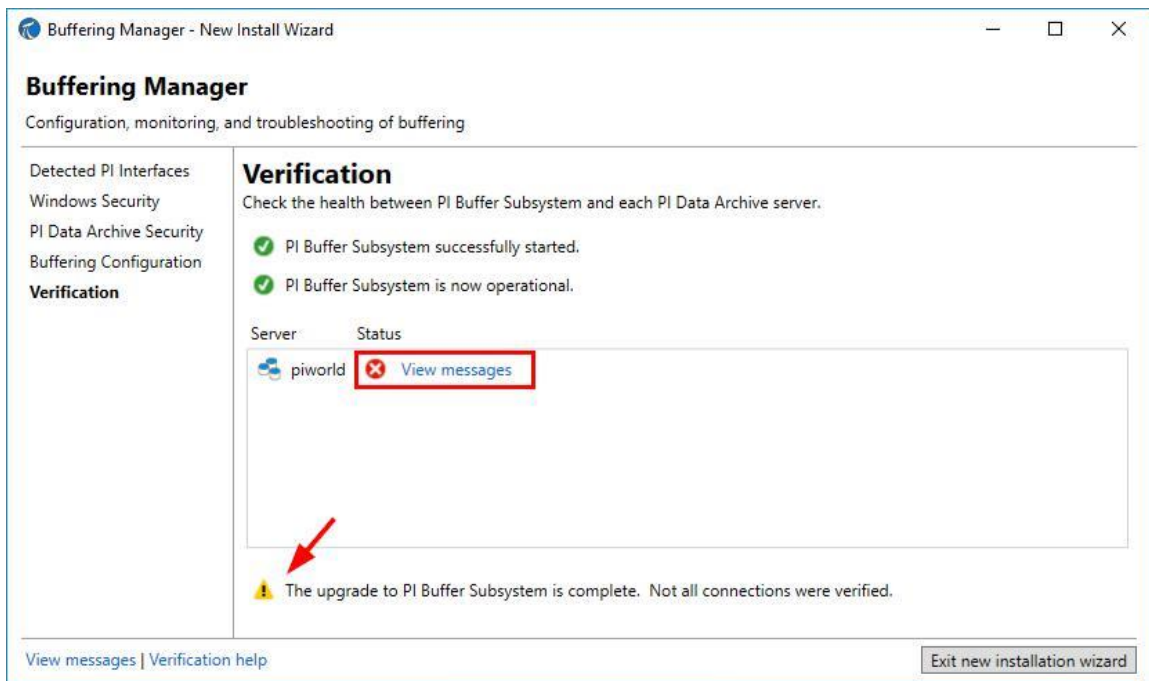 Buffering Manager - New Install Wizard
Buffering Manager
Configuration, monitoring, and troubleshooting of buffering
Detected PI Interfaces
Windows Security
PI Data Archive Security
Buffering Configuration
Verification
Verification
Check the health between PI Buffer Subsystem and each PI Data Archive server.
PI Buffer Subsystem successfully started.
PI Buffer Subsystem is now operational.
Server Status
piworld View messages
The upgrade to PI Buffer Subsystem is complete. Not all connections were verified.
View messages | Verification help
Exit new installation wizard